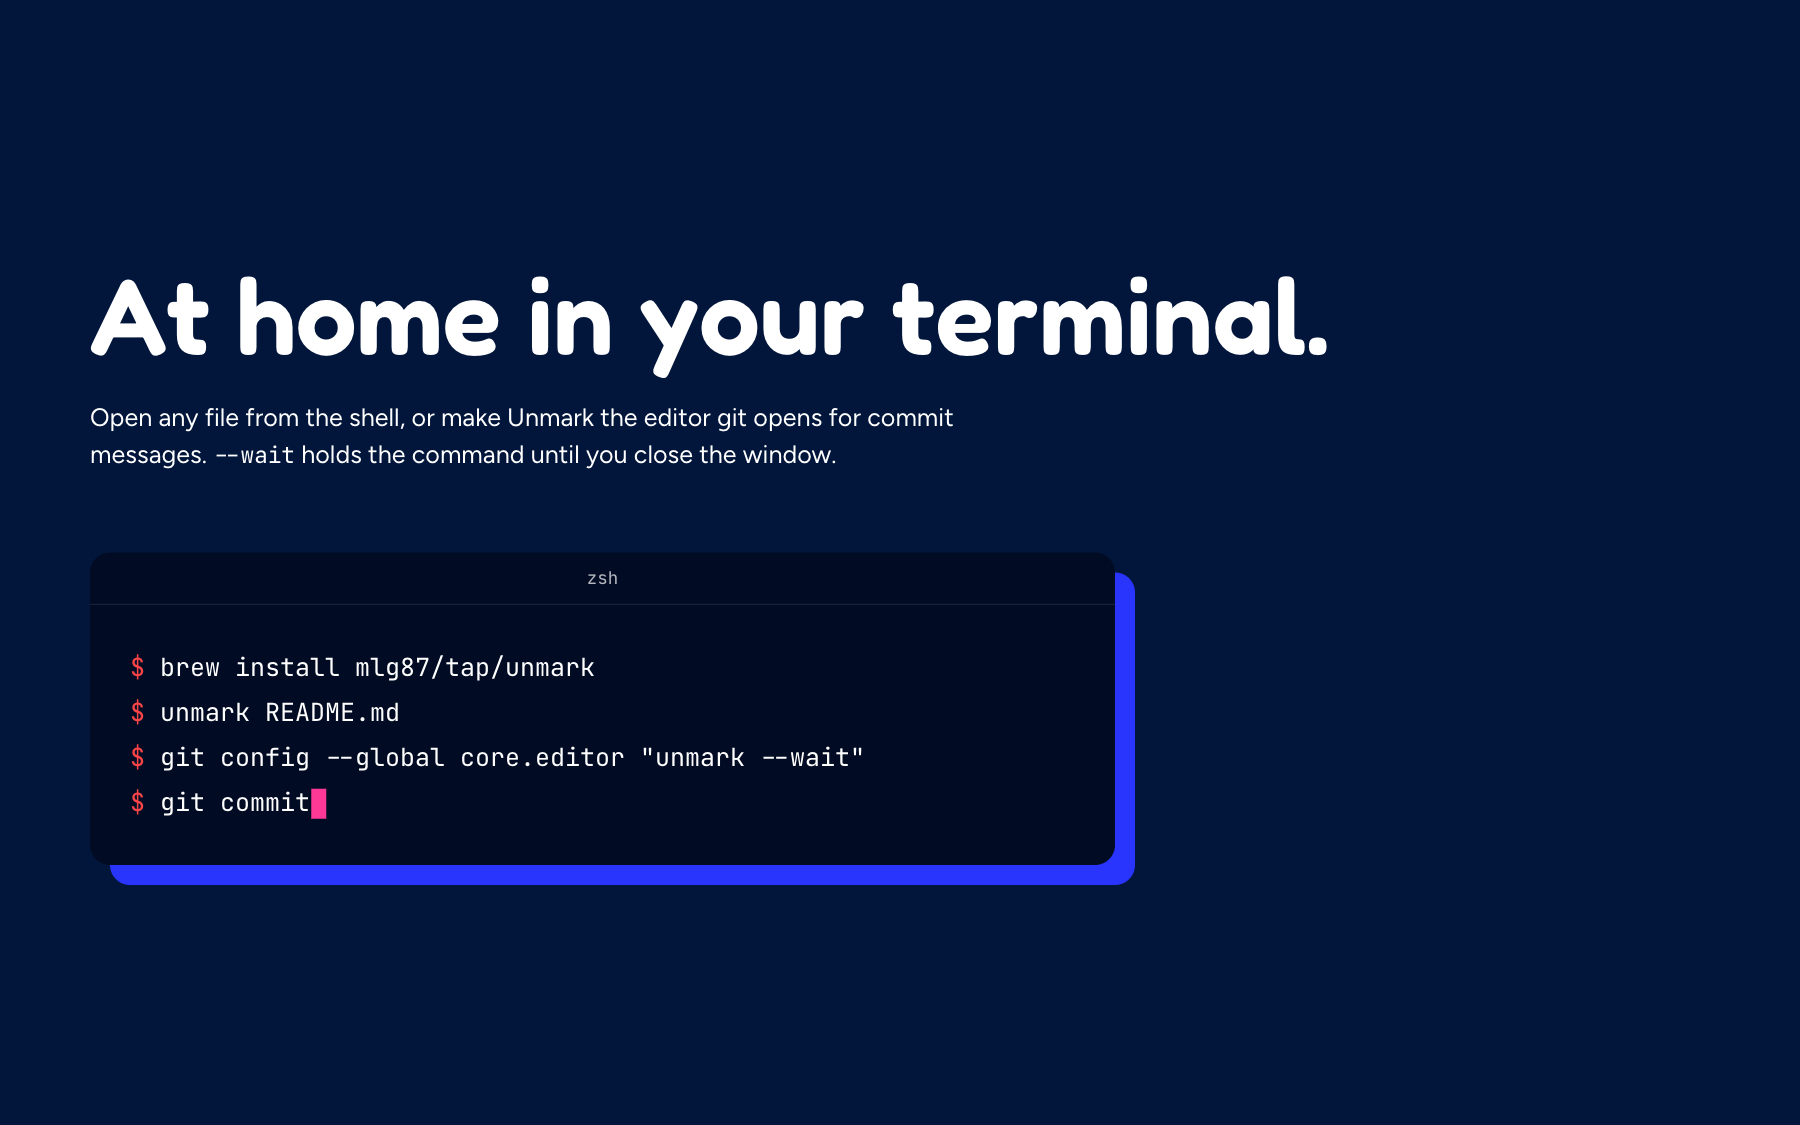 At home in your terminal.
Open any file from the shell, or make Unmark the editor git opens for commit
messages. --wait holds the command until you close the window.
zsh
$ brew install mlg87/tap/unmark
$ unmark README.md
$ git config --global core.editor "unmark --wait"
$ git commit